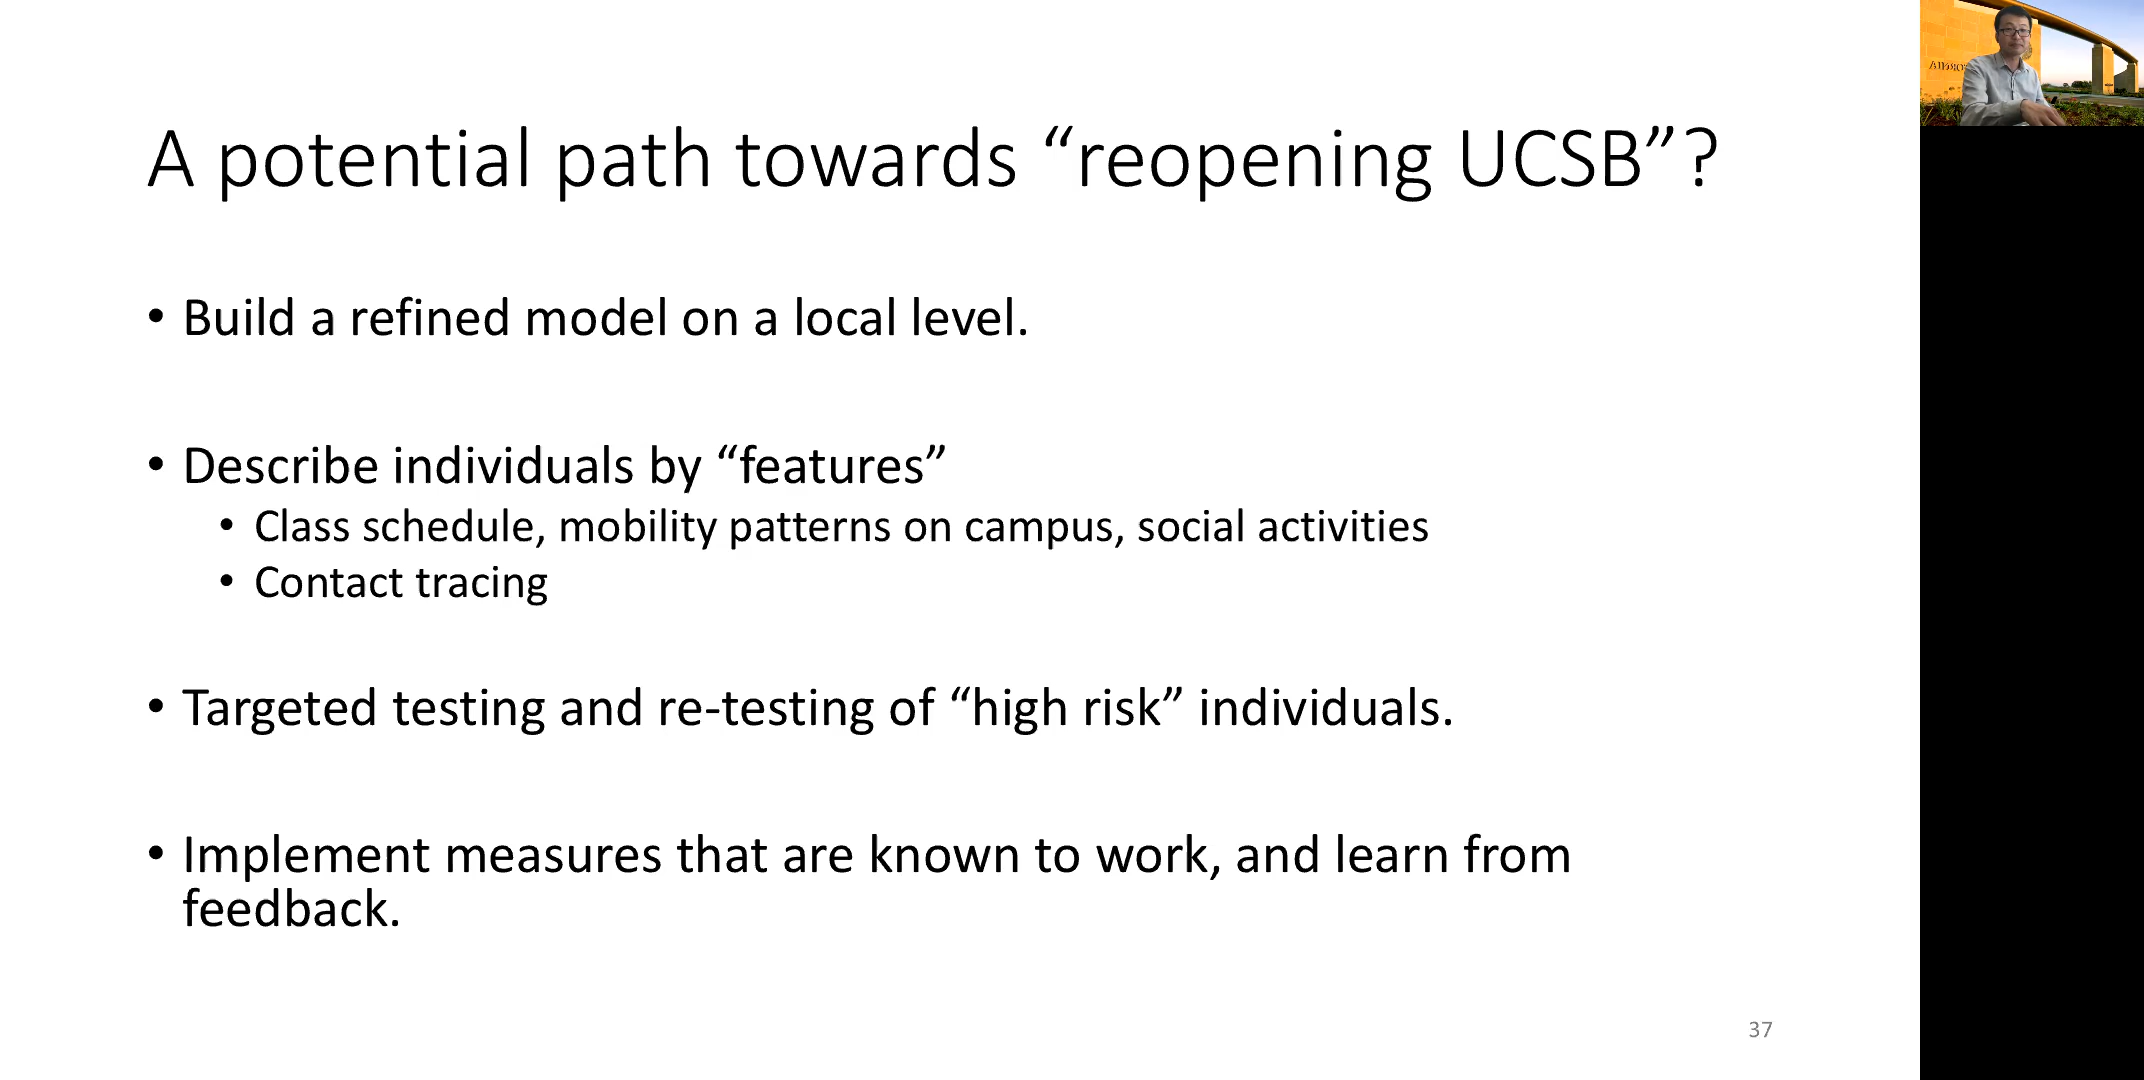 A potential path towards “reopening UCSB”?
• Build a refined model on a local level.
• Describe individuals by “features”
• Class schedule, mobility patterns on campus, social activities
• Contact tracing
• Targeted testing and re-testing of “high risk” individuals.
• Implement measures that are known to work, and learn from
feedback.
37